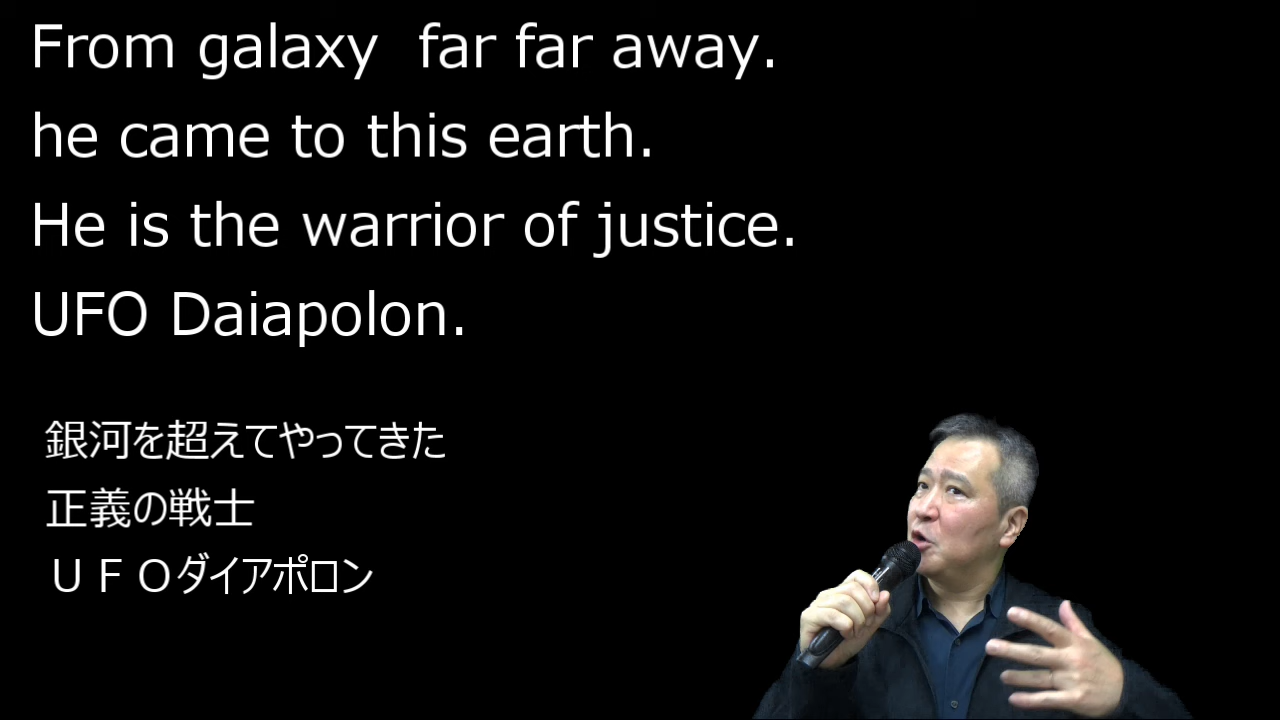 From galaxy  far far away.
he came to this earth.
He is the warrior of justice.
UFO Daiapolon.
銀河を超えてやってきた
正義の戦士
ＵＦＯダイアポロン